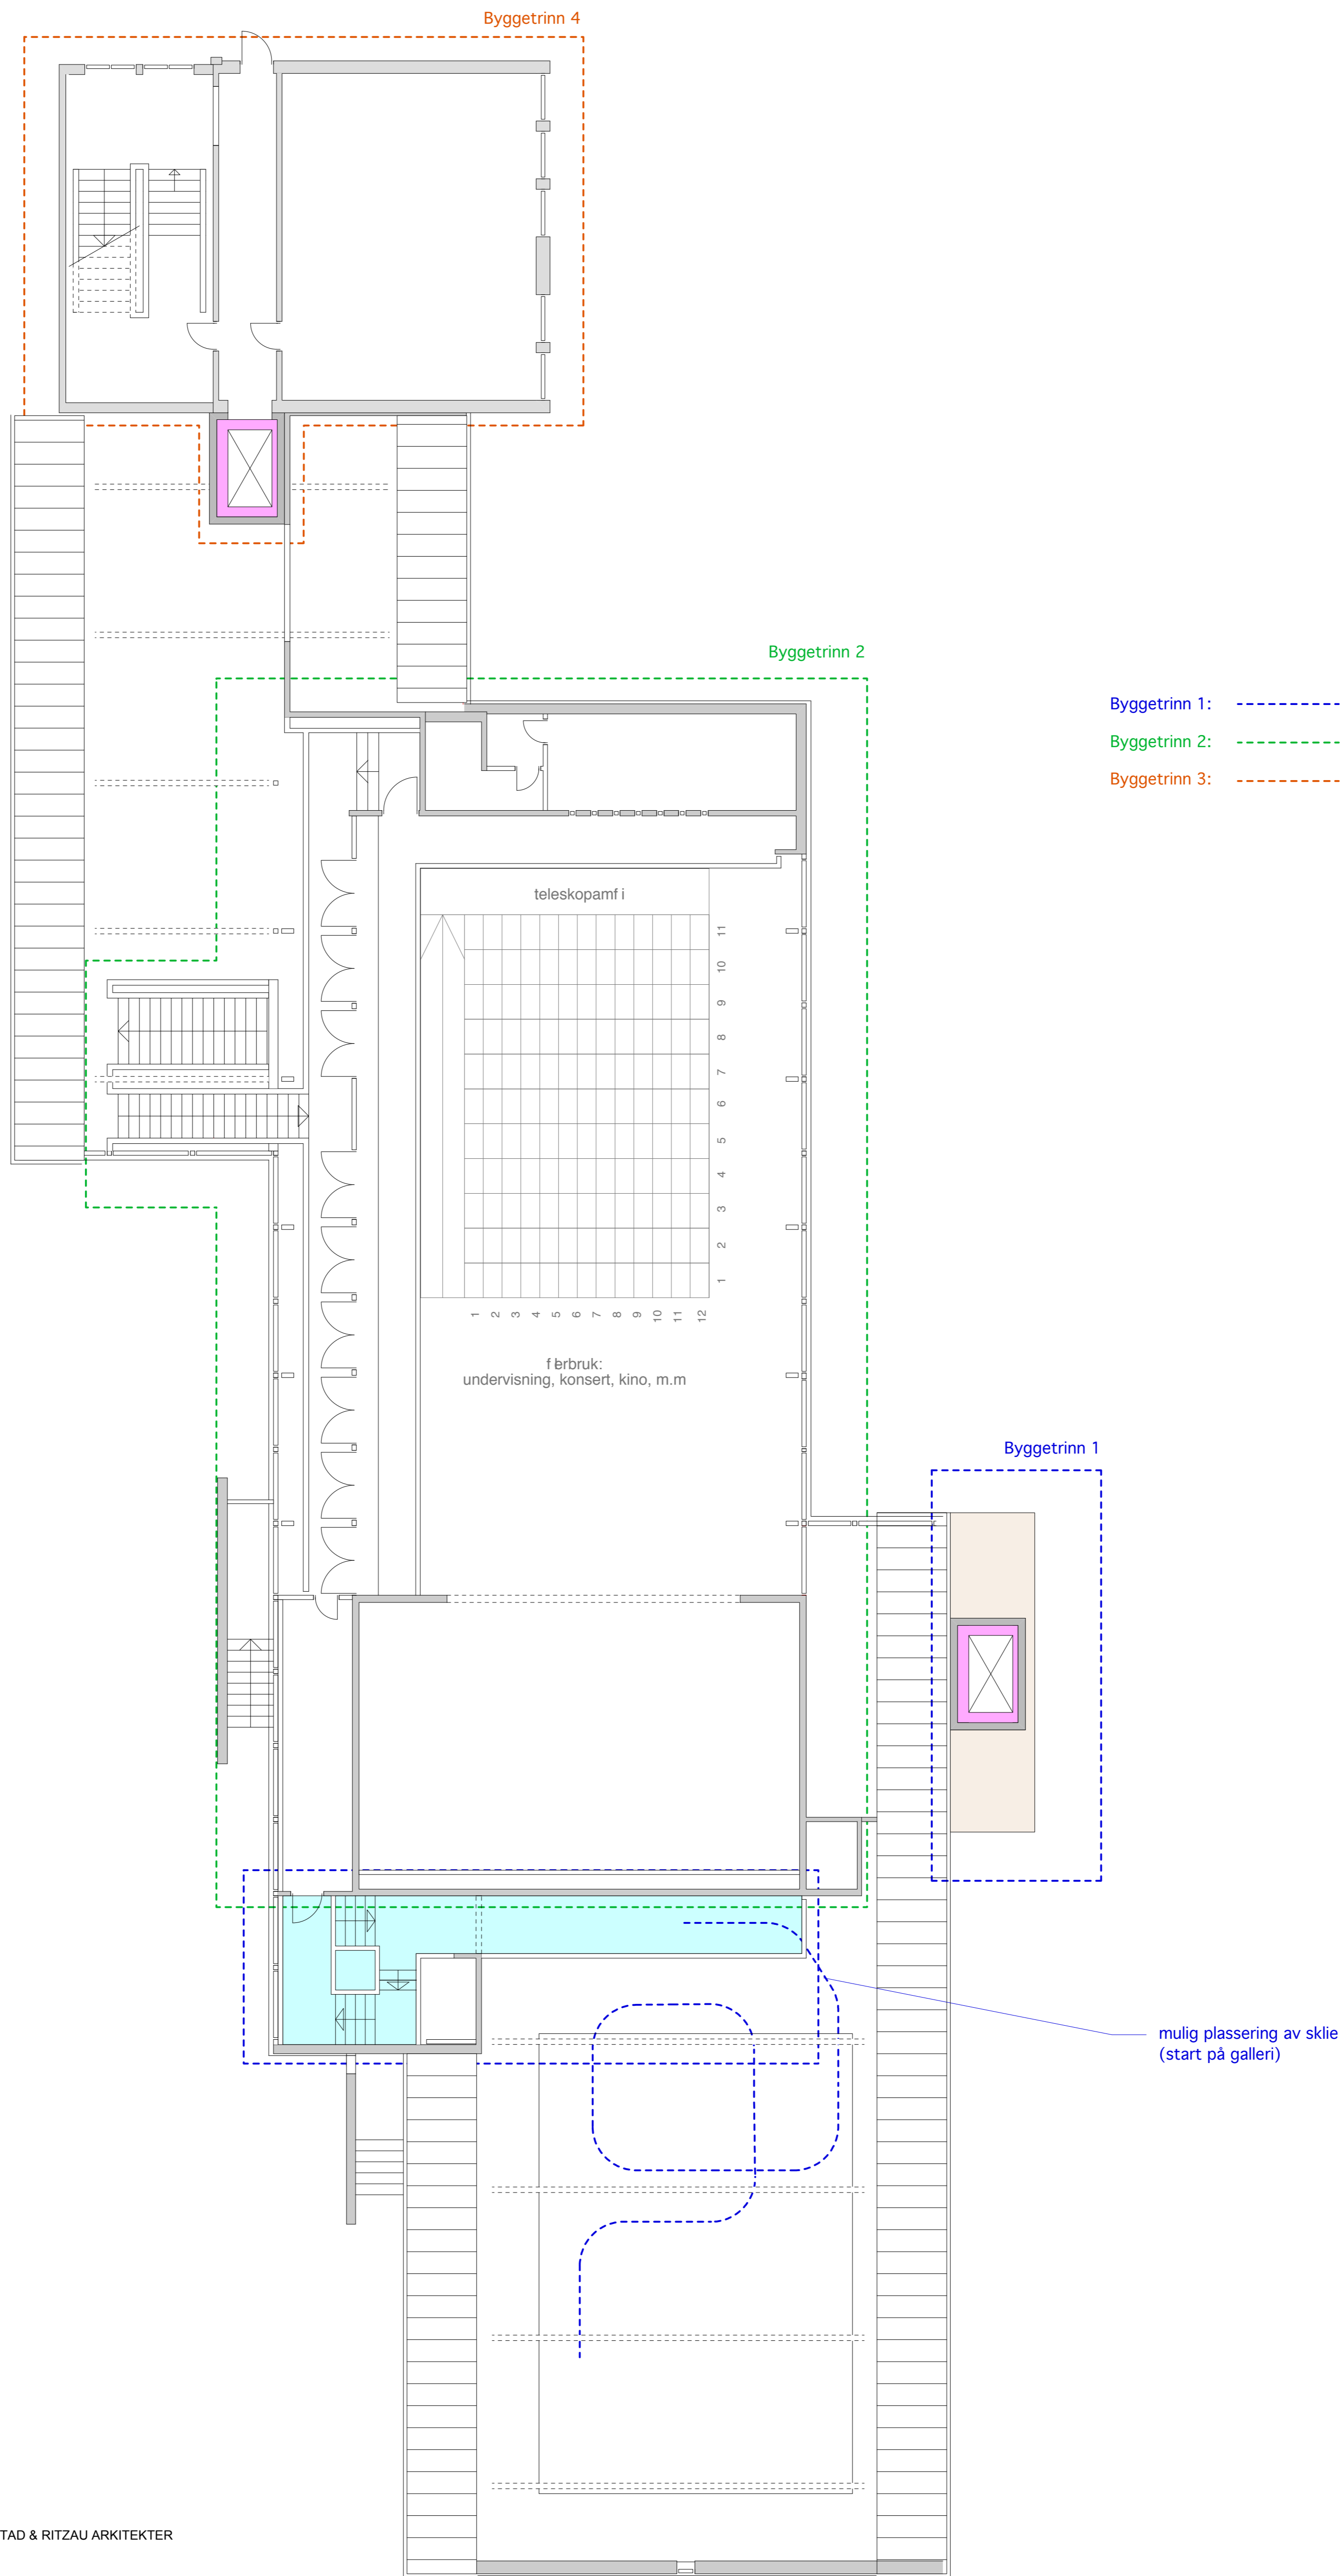 Byggetrinn 4
Byggetrinn 2
Byggetrinn 1:
Byggetrinn 2:
Byggetrinn 3:
teleskopamf i
11
10
9
8
7
6
5
4
3
2
1
1 2 3 4 5 6 7 8 9 10 11 12
undervisning, konsert, kino, m.m
Byggetrinn 1
mulig plassering av sklie
(start på galleri)
TAD & RITZAU ARKITEKTER